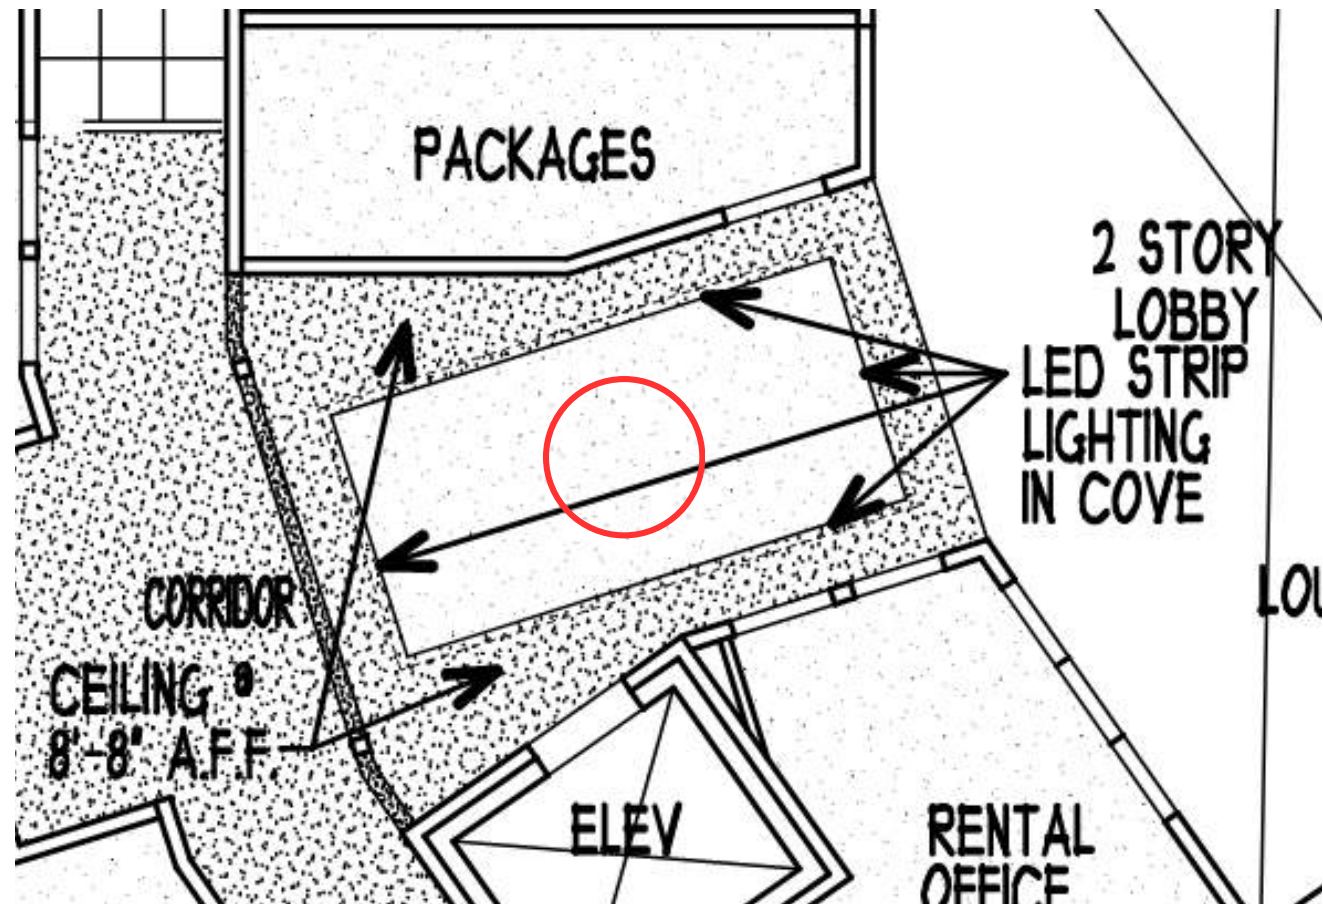 PACKAGES
2 STORY
LOBBY
LED STRIP
LIGHTING
IN COVE
CORRIDOR
CEILING @
8'-8" A.F.F.
ELEV
RENTAL
OFFICE